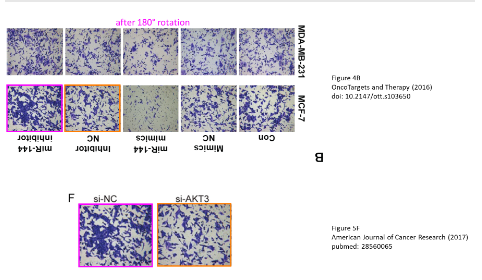 after 180° rotation
MDA-MB-231
MCF-7
miR-144 inhibitor
Inhibitor NC
miR-144 mimics
Mimics NC
Con
B
Figure 4B
OncoTargets and Therapy (2016)
doi: 10.2147/ott.s103650
F
si-NC si-AKT3
Figure 5F
American Journal of Cancer Research (2017)
pubmed: 28560065